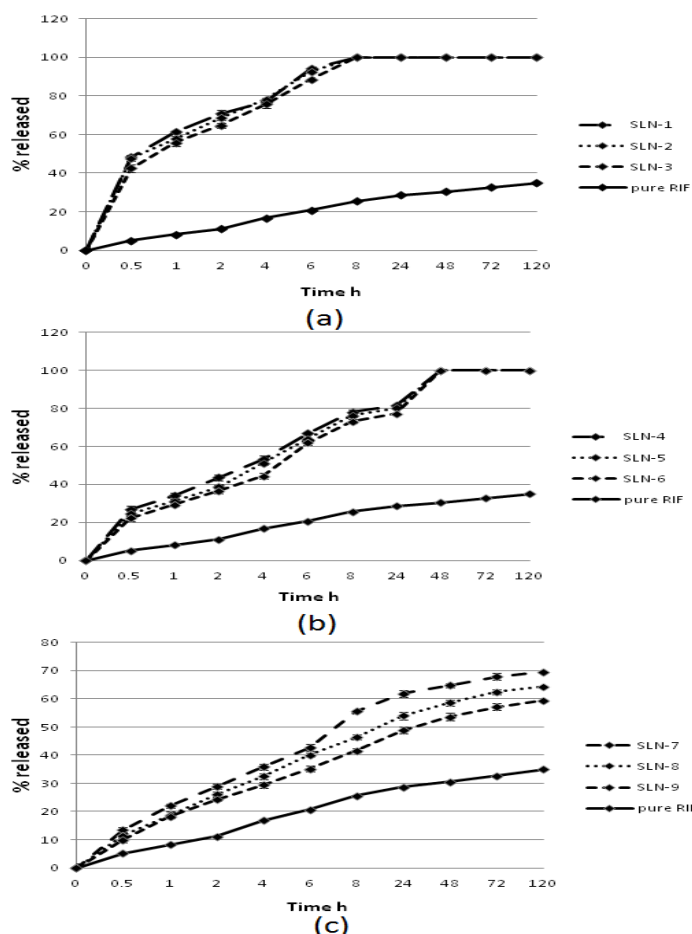 120
100
80
60
40
20
0
% released
0 0.5 1 2 4 6 8 24 48 72 120
Time h
SLN-1
SLN-2
SLN-3
pure RIF
(a)
120
100
80
60
40
20
0
% released
0 0.5 1 2 4 6 8 24 48 72 120
Time h
SLN-4
SLN-5
SLN-6
pure RIF
(b)
80
70
60
50
40
30
20
10
0
% released
0 0.5 1 2 4 6 8 24 48 72 120
Time h
SLN-7
SLN-8
SLN-9
pure RII
(c)